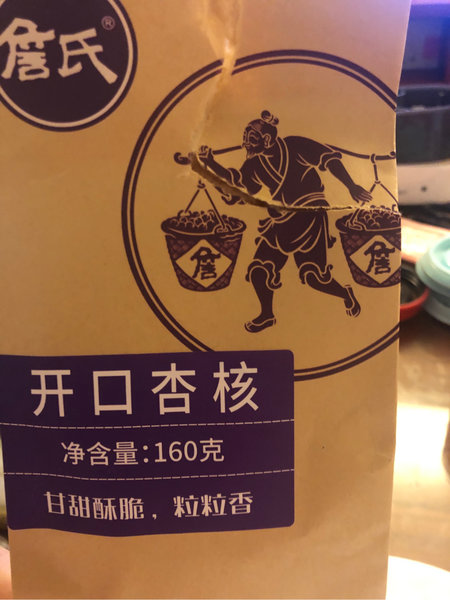 詹氏®
詹
詹
开口杏核
净含量:160克
甘甜酥脆，粒粒香